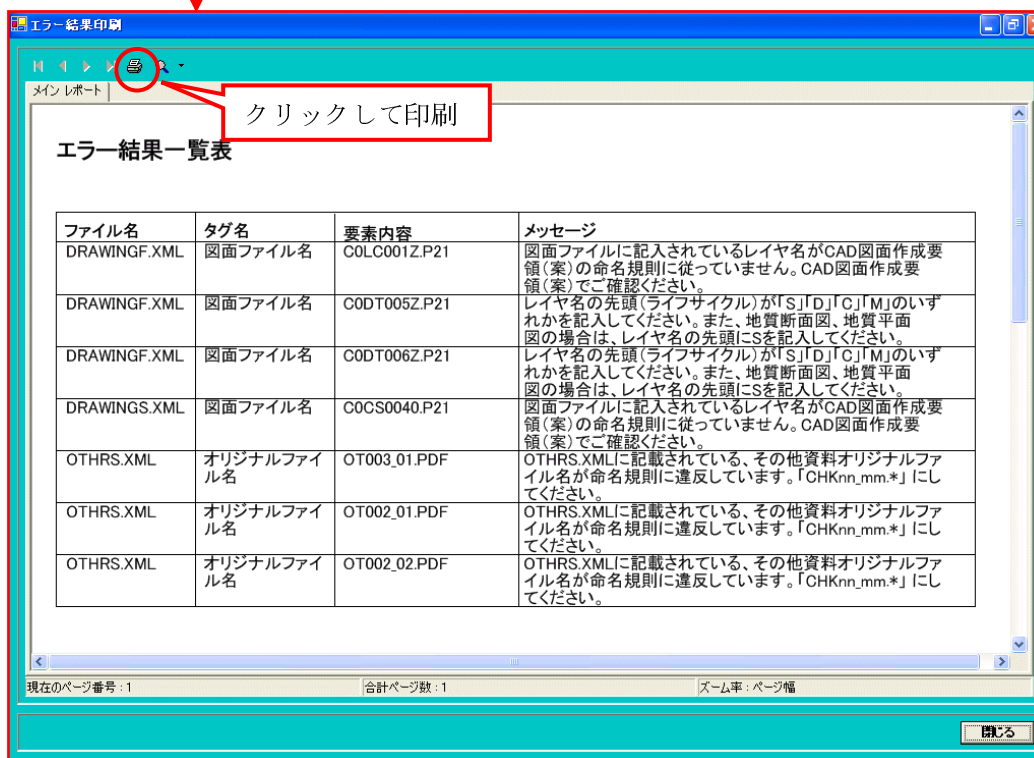 エラー結果印刷
メイン レポート
クリックして印刷
エラー結果一覧表
ファイル名 タグ名 要素内容 メッセージ
DRAWINGF.XML 図面ファイル名 C0LC001Z.P21 図面ファイルに記入されているレイヤ名がCAD図面作成要
領(案)の命名規則に従っていません。CAD図面作成要
領(案)でご確認ください。
DRAWINGF.XML 図面ファイル名 C0DT005Z.P21 レイヤ名の先頭(ライフサイクル)が「S」「D」「C」「M」のいず
れかを記入してください。また、地質断面図、地質平面
図の場合は、レイヤ名の先頭にSを記入してください。
DRAWINGF.XML 図面ファイル名 C0DT006Z.P21 レイヤ名の先頭(ライフサイクル)が「S」「D」「C」「M」のいず
れかを記入してください。また、地質断面図、地質平面
図の場合は、レイヤ名の先頭にSを記入してください。
DRAWINGS.XML 図面ファイル名 C0CS0040.P21 図面ファイルに記入されているレイヤ名がCAD図面作成要
領(案)の命名規則に従っていません。CAD図面作成要
領(案)でご確認ください。
OTHRS.XML オリジナルファイ OT003_01.PDF OTHRS.XMLに記載されている、その他資料オリジナルファ
ル名 イル名が命名規則に違反しています。「CHKnn_mm.*」にし
てください。
OTHRS.XML オリジナルファイ OT002_01.PDF OTHRS.XMLに記載されている、その他資料オリジナルファ
ル名 イル名が命名規則に違反しています。「CHKnn_mm.*」にし
てください。
OTHRS.XML オリジナルファイ OT002_02.PDF OTHRS.XMLに記載されている、その他資料オリジナルファ
ル名 イル名が命名規則に違反しています。「CHKnn_mm.*」にし
てください。
現在のページ番号:1 合計ページ数:1 ズーム率:ページ幅
閉じる